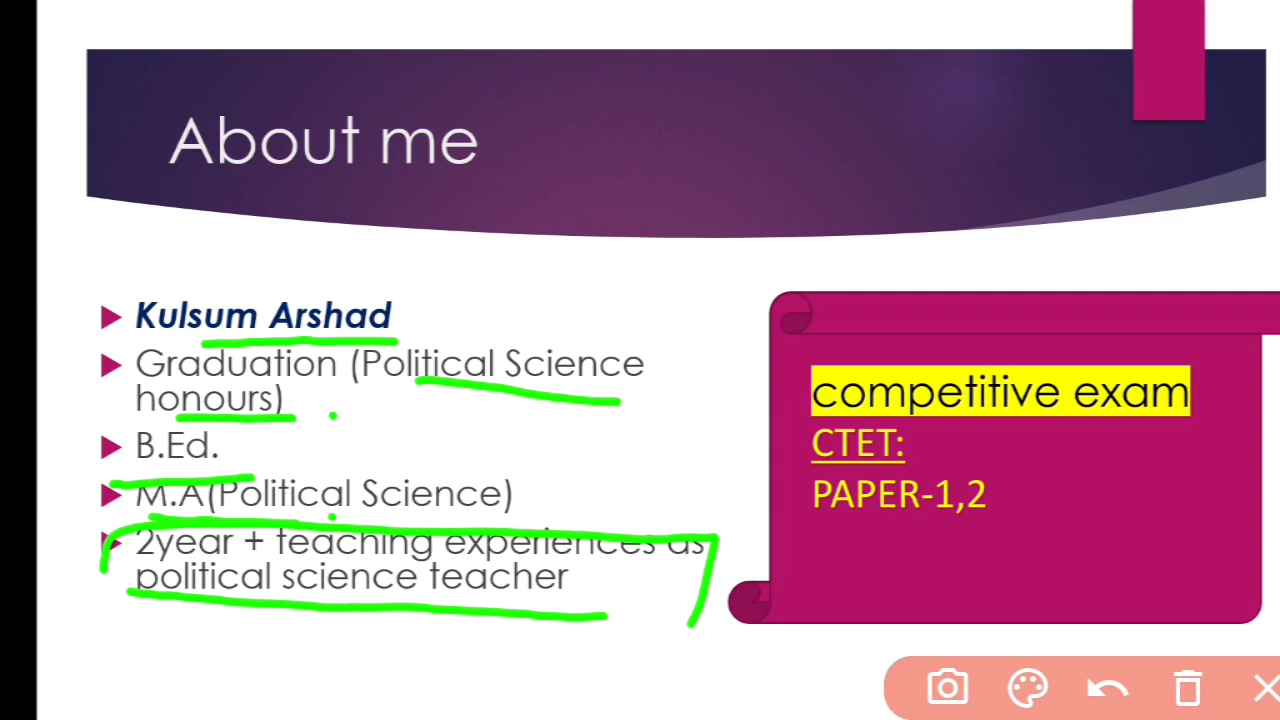 About me
Kulsum Arshad
Graduation (Political Science
honours)
B.Ed.
M.A(Political Science)
2year + teaching experiences as
political science teacher
competitive exam
CTET:
PAPER-1,2